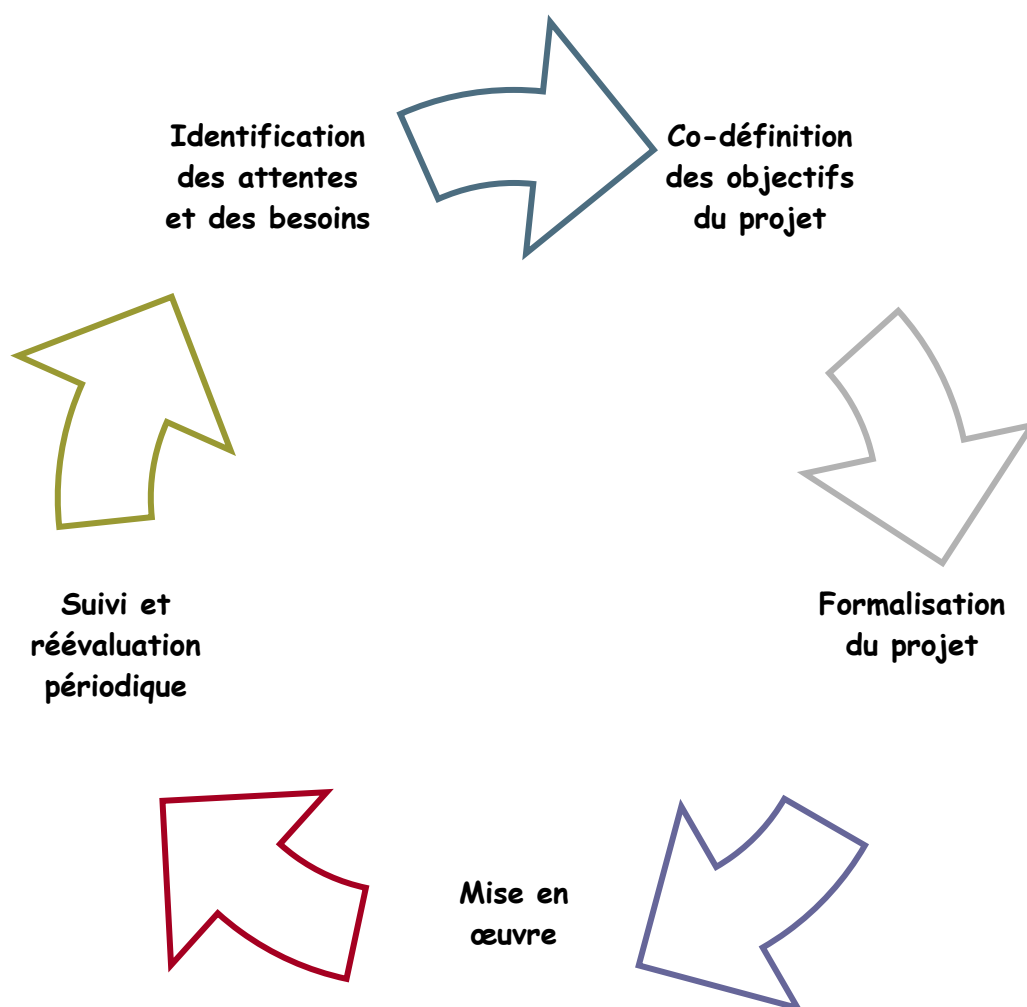 Identification
des attentes
et des besoins
Co-définition
des objectifs
du projet
Formalisation
du projet
Mise en
œuvre
Suivi et
réévaluation
périodique